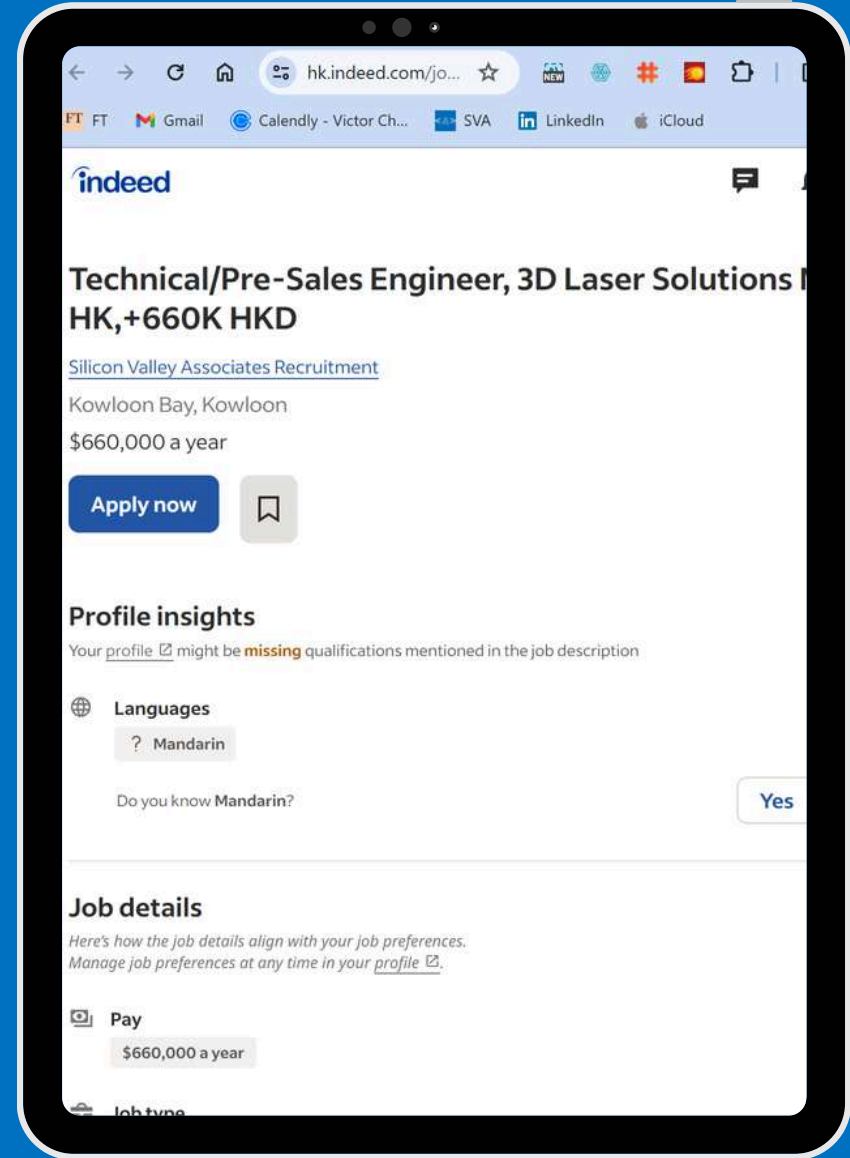 hk.indeed.com/jo...
NEW
FT FT Gmail Calendly - Victor Ch... <A> SVA in LinkedIn iCloud
indeed
Technical/Pre-Sales Engineer, 3D Laser Solutions
HK,+660K HKD
Silicon Valley Associates Recruitment
Kowloon Bay, Kowloon
$660,000 a year
Apply now
Profile insights
Your profile might be missing qualifications mentioned in the job description
Languages
? Mandarin
Do you know Mandarin?
Yes
Job details
Here's how the job details align with your job preferences.
Manage job preferences at any time in your profile.
Pay
$660,000 a year
Job type